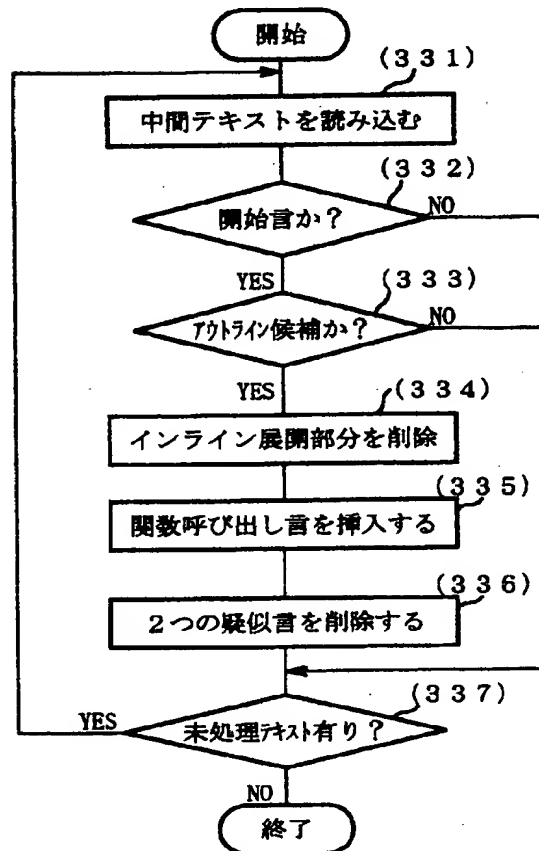 開始
(331)
中間テキストを読み込む
(332)
開始言か?
NO
YES
(333)
アウトライン候補か?
NO
YES
(334)
インライン展開部分を削除
(335)
関数呼び出し言を挿入する
(336)
2つの疑似言を削除する
(337)
YES
未処理テキスト有り?
NO
終了